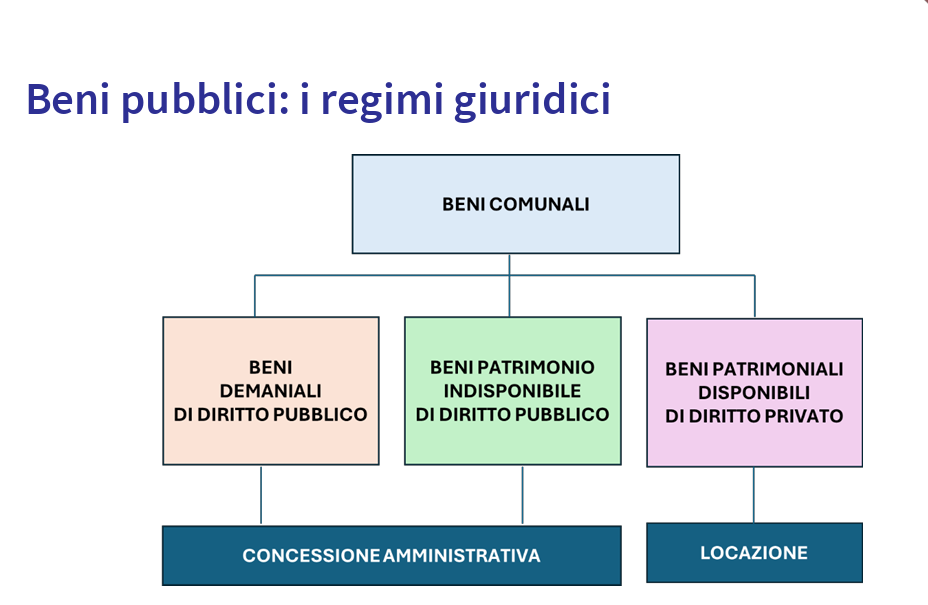 Beni pubblici: i regimi giuridici
BENI COMUNALI
BENI
DEMANIALI
DI DIRITTO PUBBLICO
BENI PATRIMONIO
INDISPONIBILE
DI DIRITTO PUBBLICO
BENI PATRIMONIALI
DISPONIBILI
DI DIRITTO PRIVATO
CONCESSIONE AMMINISTRATIVA
LOCAZIONE